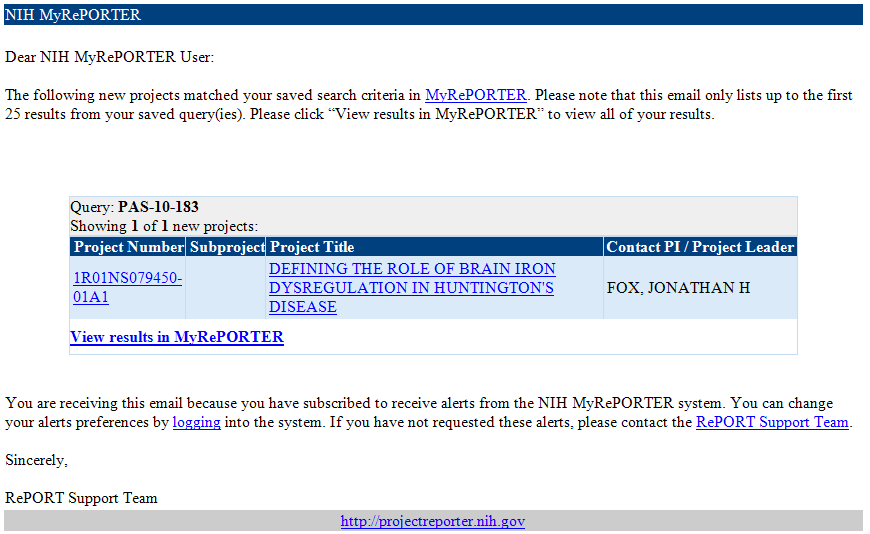 NIH MyRePORTER
Dear NIH MyRePORTER User:
The following new projects matched your saved search criteria in MyRePORTER. Please note that this email only lists up to the first
25 results from your saved query(ies). Please click “View results in MyRePORTER” to view all of your results.
Query: PAS-10-183
Showing 1 of 1 new projects:
Project Number Subproject Project Title Contact PI / Project Leader
1R01NS079450-
01A1
DEFINING THE ROLE OF BRAIN IRON
DYSREGULATION IN HUNTINGTON'S
DISEASE
FOX, JONATHAN H
View results in MyRePORTER
You are receiving this email because you have subscribed to receive alerts from the NIH MyRePORTER system. You can change
your alerts preferences by logging into the system. If you have not requested these alerts, please contact the RePORT Support Team.
Sincerely,
RePORT Support Team
http://projectreporter.nih.gov